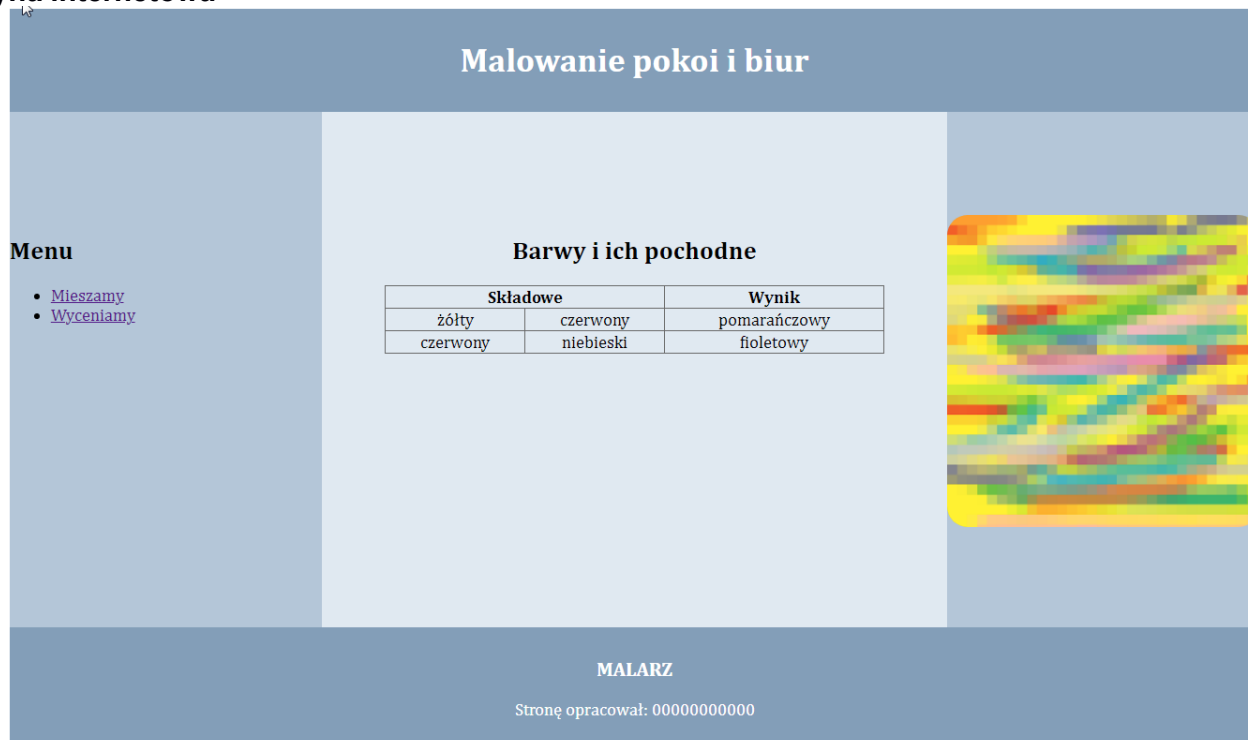 Malowanie pokoi i biur
Menu
Mieszamy
Wyceniamy
Barwy i ich pochodne
Składowe Wynik
żółty czerwony pomarańczowy
czerwony niebieski fioletowy
MALARZ
Stronę opracował: 00000000000